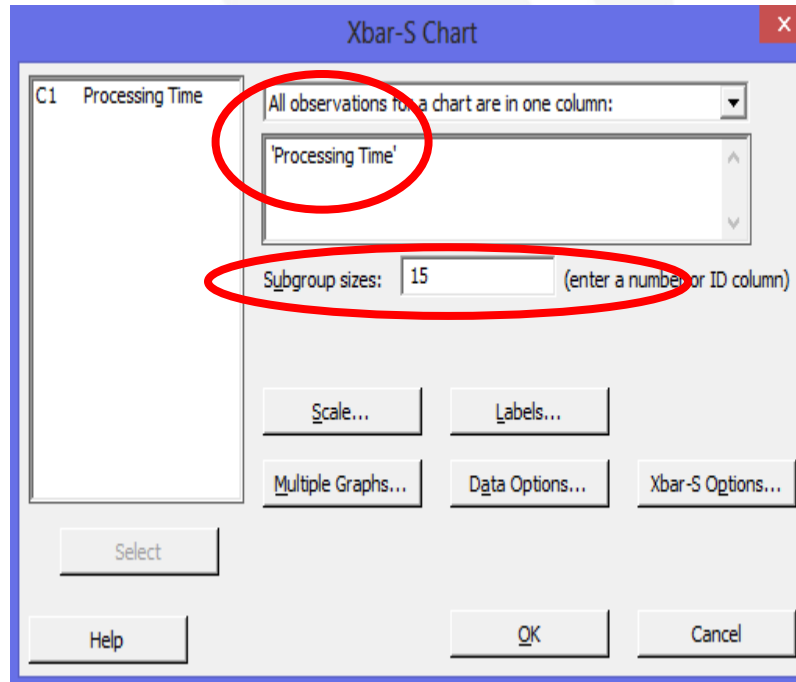 Xbar-S Chart
x
C1 Processing Time
All observations for a chart are in one column:
'Processing Time'
Subgroup sizes: 15 (enter a number or ID column)
Scale... Labels...
Multiple Graphs... Data Options... Xbar-S Options...
Select
Help OK Cancel